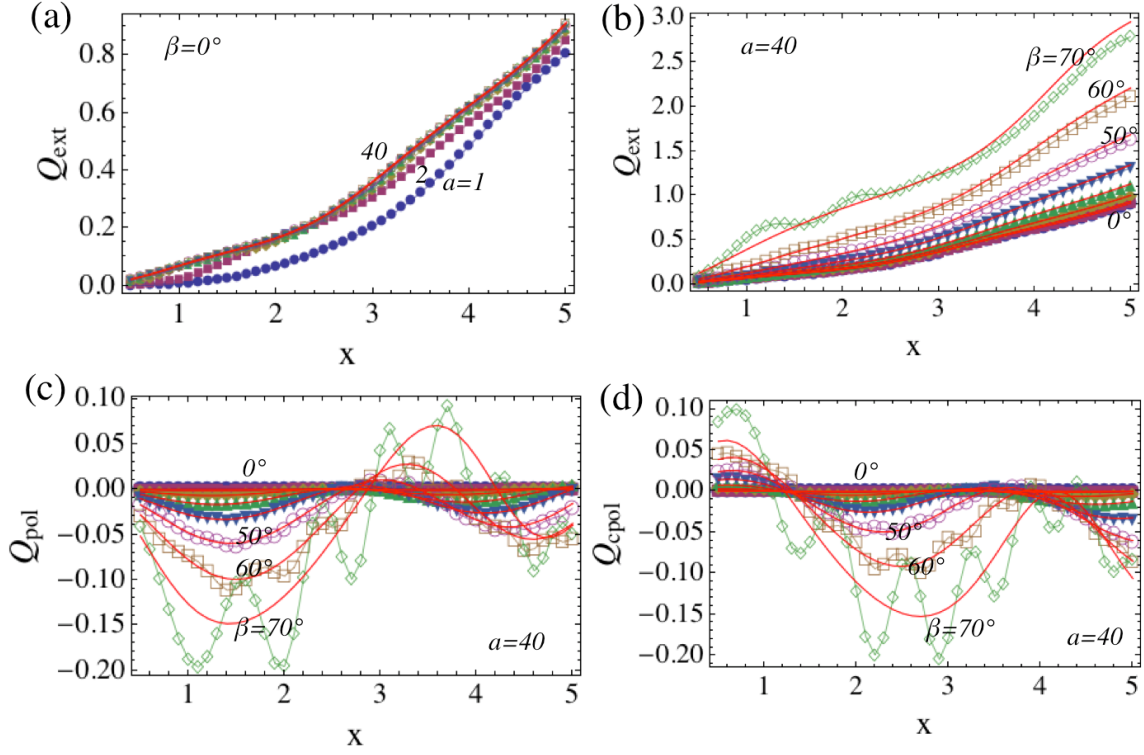 (a)
β=0°
40
2
a=1
0.0
0.2
0.4
0.6
0.8
Qext
1 2 3 4 5
x
(b)
a=40
β=70°
60°
50°
0°
0.0
0.5
1.0
1.5
2.0
2.5
3.0
Qext
1 2 3 4 5
x
(c)
0°
50°
60°
β=70°
a=40
0.10
0.05
0.00
−0.05
−0.10
−0.15
−0.20
Qpol
1 2 3 4 5
x
(d)
0°
50°
60°
β=70°
a=40
0.10
0.05
0.00
−0.05
−0.10
−0.15
−0.20
Qcpol
1 2 3 4 5
x